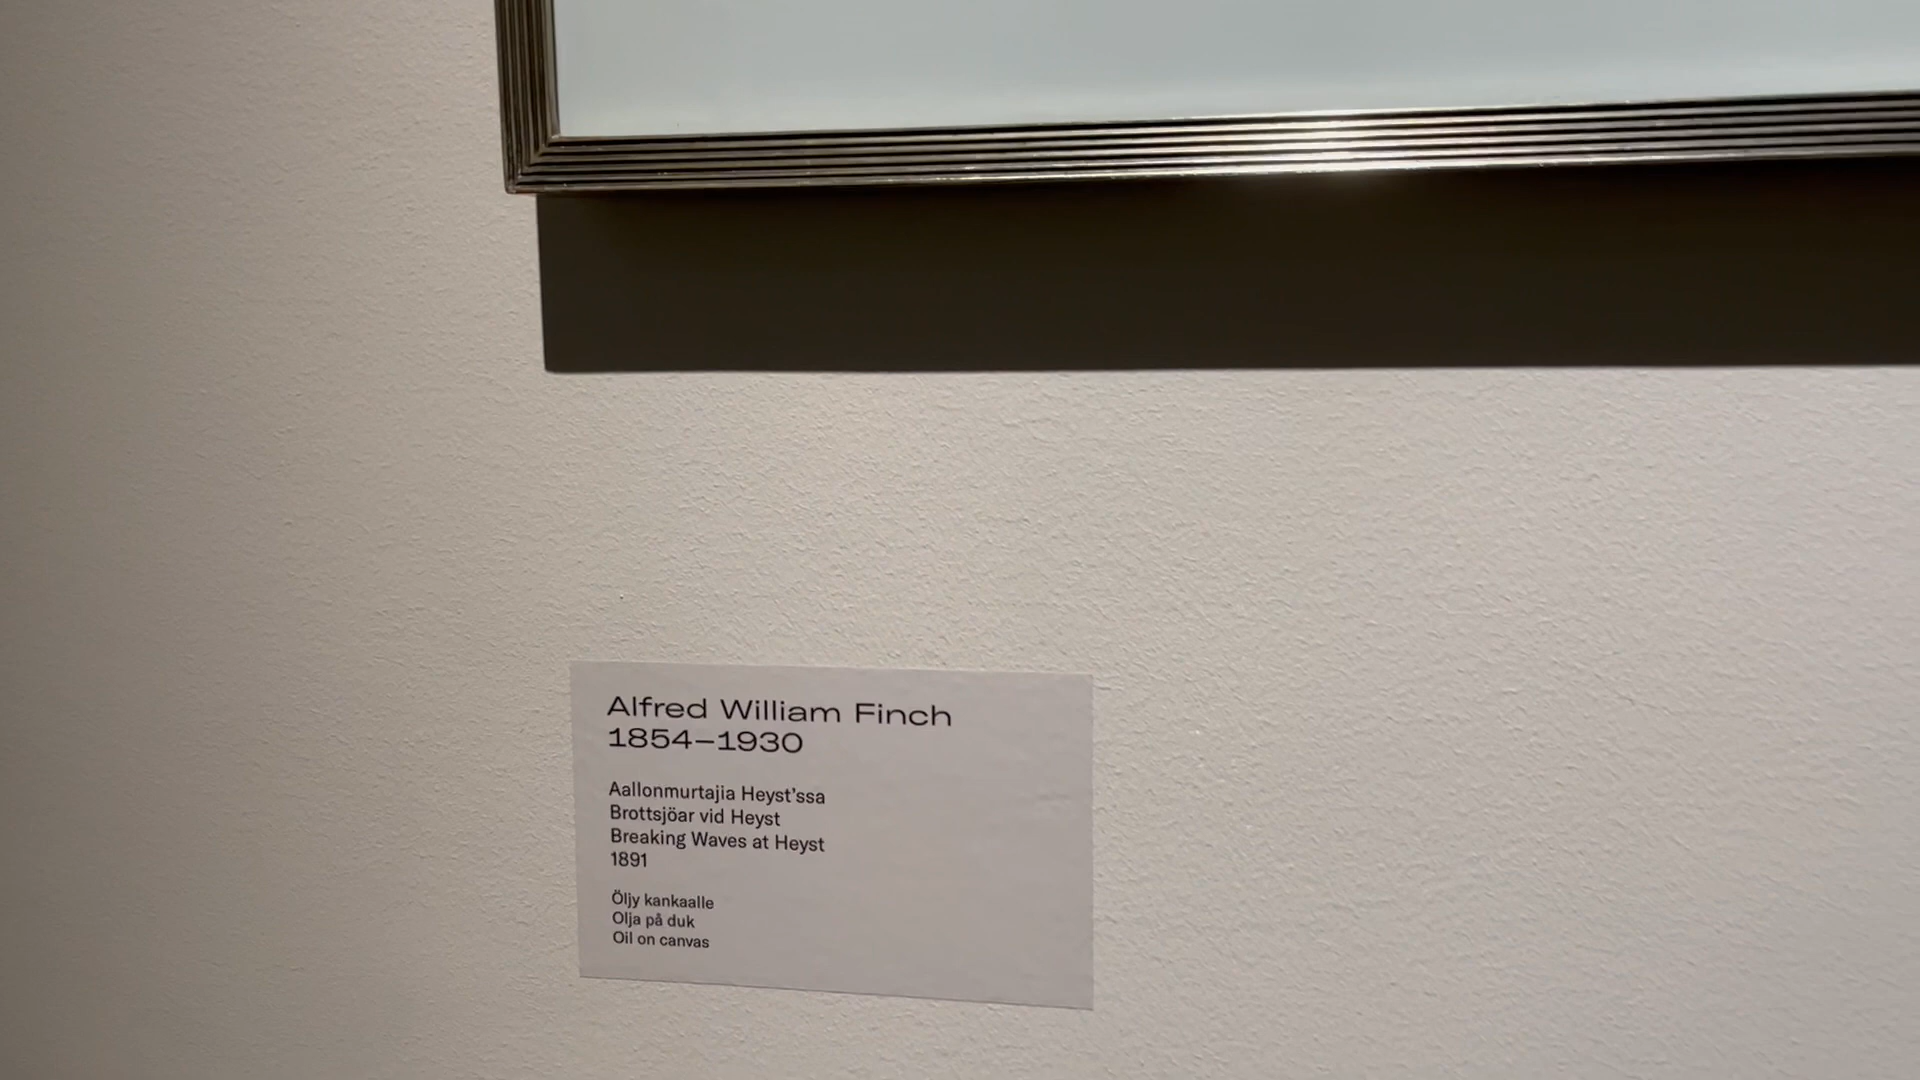 Alfred William Finch
1854–1930
Aallonmurtajia Heyst'ssa
Brottsjöar vid Heyst
Breaking Waves at Heyst
1891
Öljy kankaalle
Olja på duk
Oil on canvas